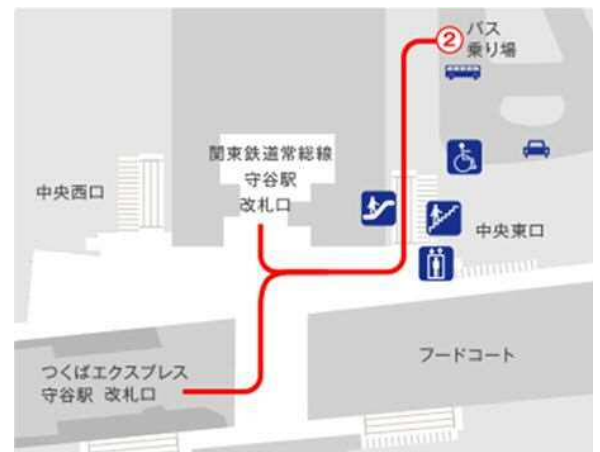 ② バス
乗り場
関東鉄道常総線
守谷駅
改札口
中央西口
中央東口
フードコート
つくばエクスプレス
守谷駅 改札口